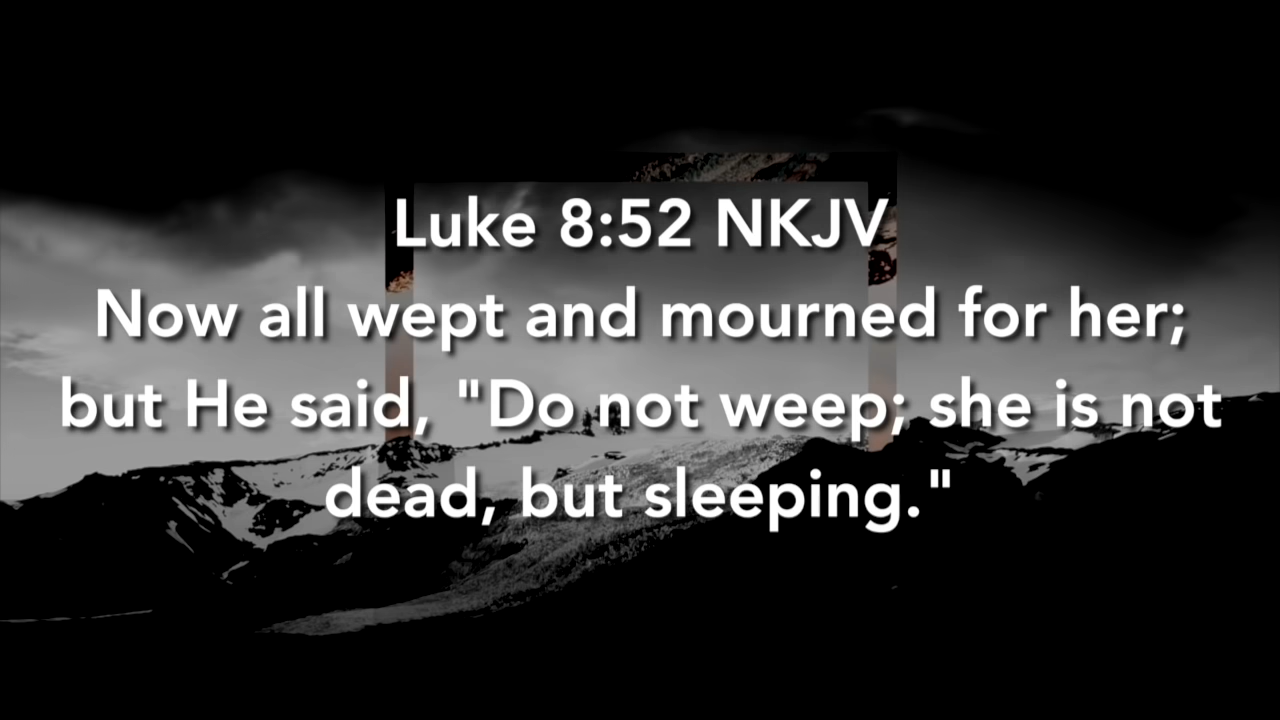 Luke 8:52 NKJV
Now all wept and mourned for her;
but He said, "Do not weep; she is not
dead, but sleeping."